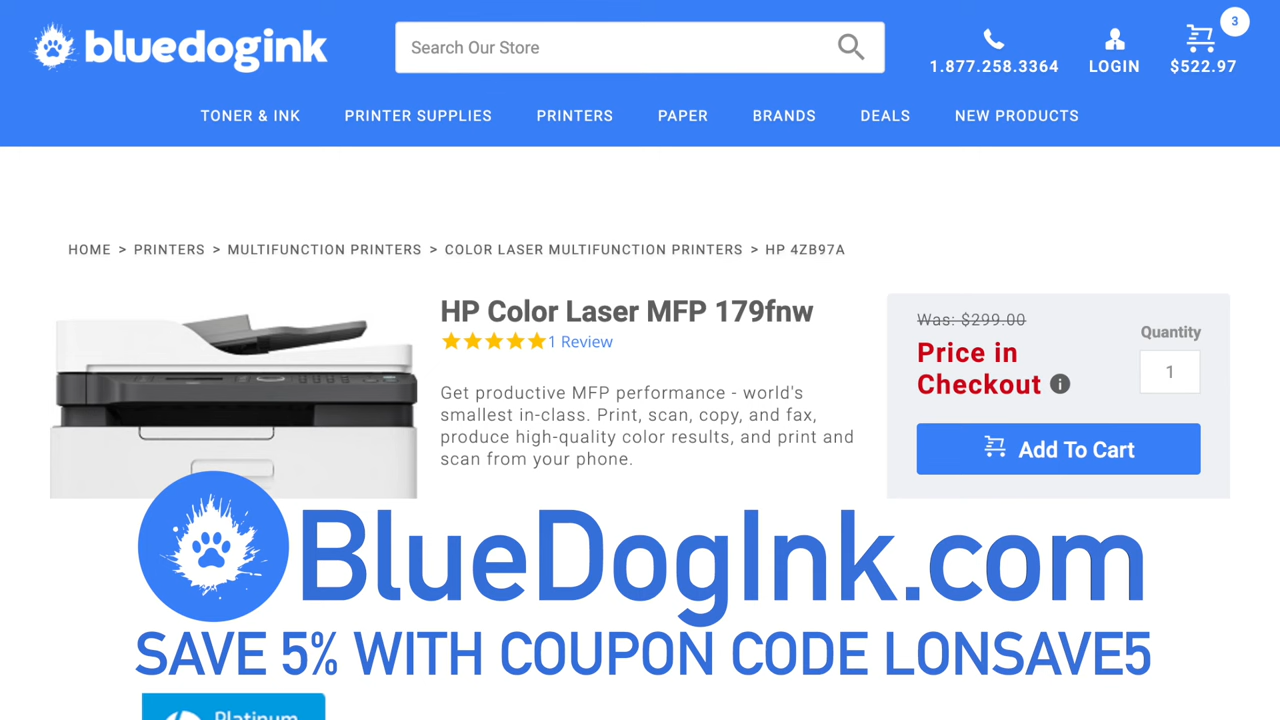 bluedogink
Search Our Store
3
1.877.258.3364
LOGIN
$522.97
TONER & INK
PRINTER SUPPLIES
PRINTERS
PAPER
BRANDS
DEALS
NEW PRODUCTS
HOME > PRINTERS > MULTIFUNCTION PRINTERS > COLOR LASER MULTIFUNCTION PRINTERS > HP 4ZB97A
HP Color Laser MFP 179fnw
1 Review
Get productive MFP performance - world's
smallest in-class. Print, scan, copy, and fax,
produce high-quality color results, and print and
scan from your phone.
Was: $299.00
Price in
Checkout
Quantity
1
Add To Cart
BlueDogInk.com
SAVE 5% WITH COUPON CODE LONSAVE5
Platinum